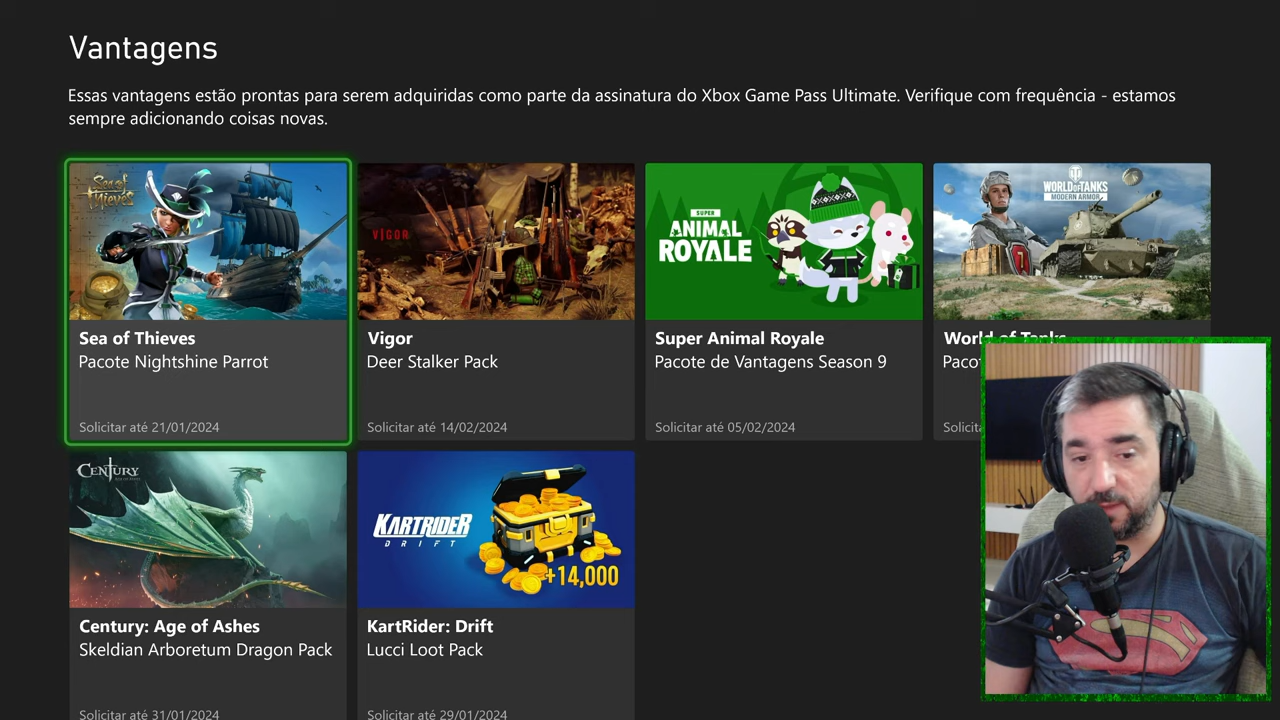 Vantagens
Essas vantagens estão prontas para serem adquiridas como parte da assinatura do Xbox Game Pass Ultimate. Verifique com frequência - estamos
sempre adicionando coisas novas.
Sea of Thieves
Sea of Thieves
Pacote Nightshine Parrot
Solicitar até 21/01/2024
VIGOR
Vigor
Deer Stalker Pack
Solicitar até 14/02/2024
SUPER
ANIMAL
ROYALE
Super Animal Royale
Pacote de Vantagens Season 9
Solicitar até 05/02/2024
WORLD OF TANKS
MODERN ARMOR
World of Tanks
CENTURY
Century: Age of Ashes
Skeldian Arboretum Dragon Pack
Solicitar até 31/01/2024
KARTRIDER
DRIFT
+14,000
KartRider: Drift
Lucci Loot Pack
Solicitar até 29/01/2024